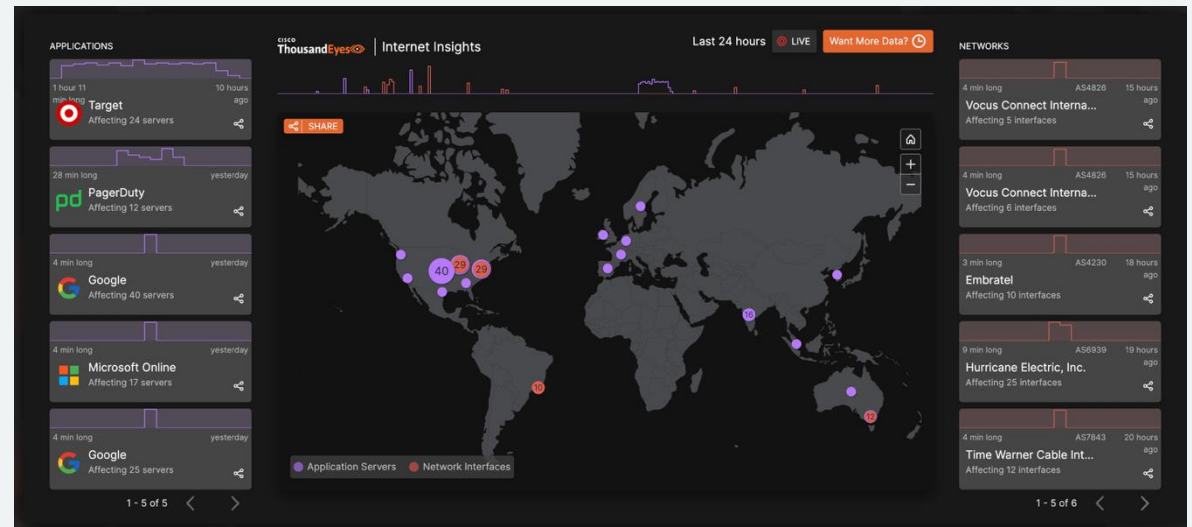 APPLICATIONS
1 hour 11 min long
10 hours ago
Target
Affecting 24 servers
28 min long
yesterday
pd
PagerDuty
Affecting 12 servers
4 min long
yesterday
Google
Affecting 40 servers
4 min long
yesterday
Microsoft Online
Affecting 17 servers
4 min long
yesterday
Google
Affecting 25 servers
1 - 5 of 5
CISCO
ThousandEyes
Internet Insights
Last 24 hours
LIVE
Want More Data?
SHARE
+
−
40
29
29
16
10
12
Application Servers
Network Interfaces
NETWORKS
4 min long
AS4826
15 hours ago
Vocus Connect Interna...
Affecting 5 interfaces
4 min long
AS4826
15 hours ago
Vocus Connect Interna...
Affecting 6 interfaces
3 min long
AS4230
18 hours ago
Embratel
Affecting 10 interfaces
9 min long
AS6939
19 hours ago
Hurricane Electric, Inc.
Affecting 25 interfaces
4 min long
AS7843
20 hours ago
Time Warner Cable Int...
Affecting 12 interfaces
1 - 5 of 6